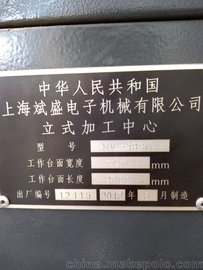 中华人民共和国
上海斌盛电子机械有限公司
立式加工中心
型号
工作台面宽度 mm
工作台面长度 mm
出厂编号 12115 201 年 月制造
china.makepolo.com